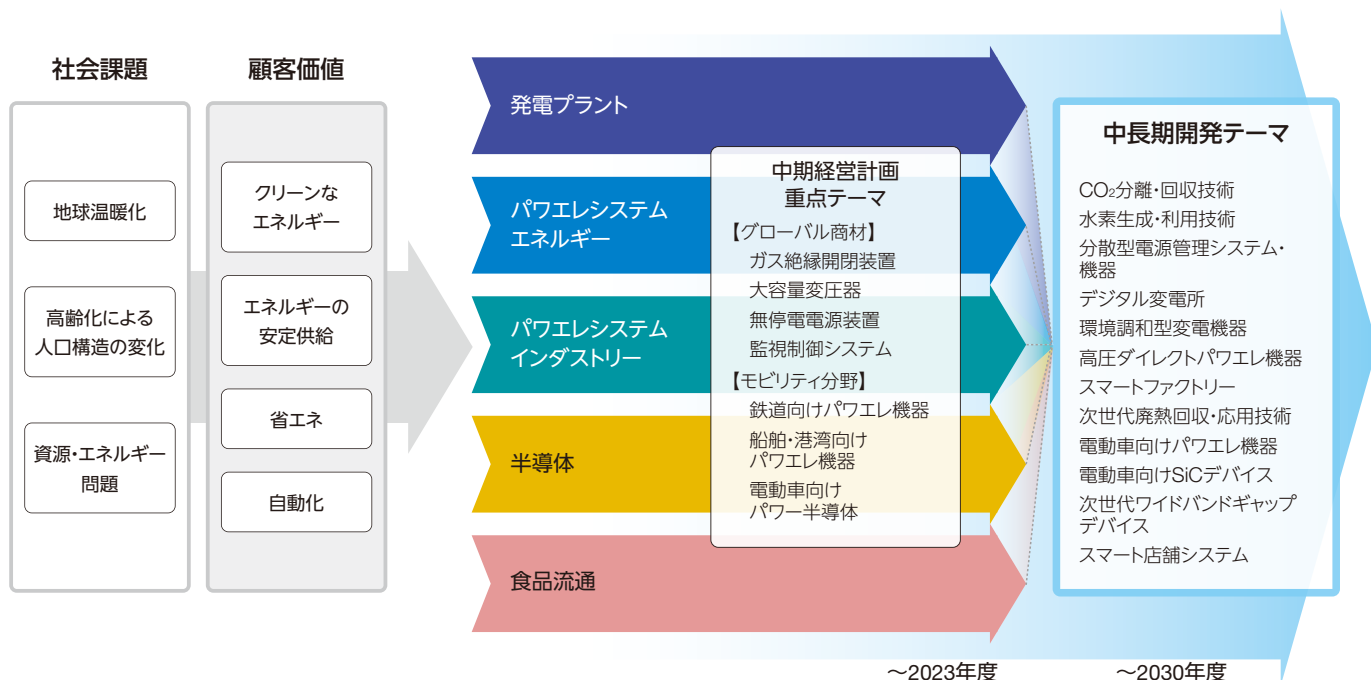 社会課題
地球温暖化
高齢化による
人口構造の変化
資源・エネルギー
問題
顧客価値
クリーンな
エネルギー
エネルギーの
安定供給
省エネ
自動化
発電プラント
パワエレシステム
エネルギー
パワエレシステム
インダストリー
半導体
食品流通
中期経営計画
重点テーマ
【グローバル商材】
ガス絶縁開閉装置
大容量変圧器
無停電電源装置
監視制御システム
【モビリティ分野】
鉄道向けパワエレ機器
船舶・港湾向け
パワエレ機器
電動車向け
パワー半導体
中長期開発テーマ
CO₂分離・回収技術
水素生成・利用技術
分散型電源管理システム・
機器
デジタル変電所
環境調和型変電機器
高圧ダイレクトパワエレ機器
スマートファクトリー
次世代廃熱回収・応用技術
電動車向けパワエレ機器
電動車向けSiCデバイス
次世代ワイドバンドギャップ
デバイス
スマート店舗システム
～2023年度
～2030年度